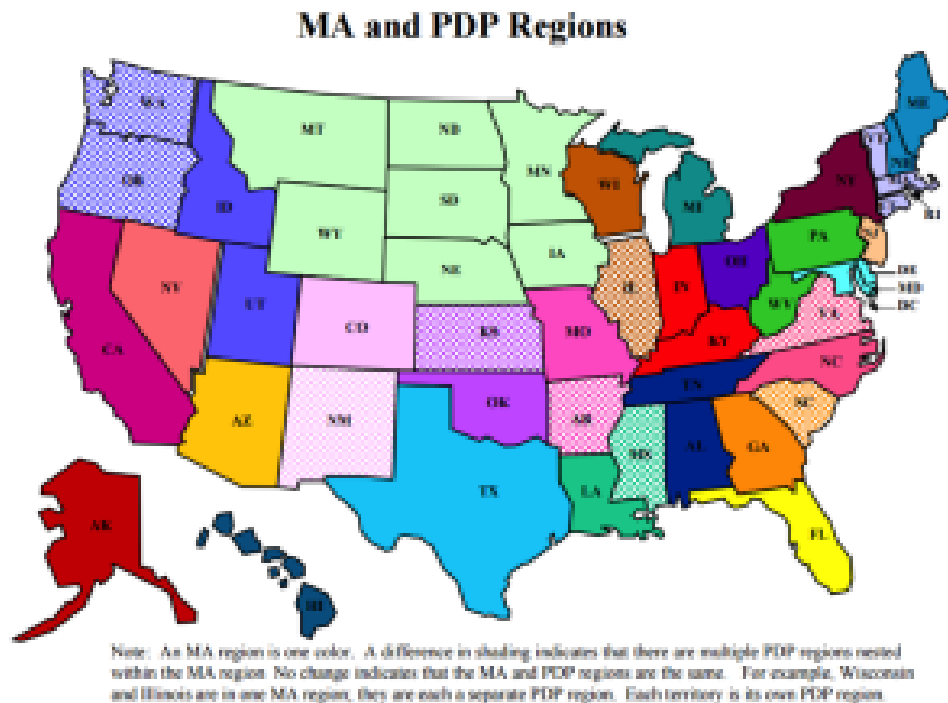 MA and PDP Regions
WA
MT
ND
MN
ME
VT
NH
MA
OR
ID
SD
WI
MI
NY
RI
WY
CT
IA
PA
NJ
NE
OH
NV
UT
IL
IN
DE
MD
DC
WV
VA
CO
KS
MO
KY
CA
NC
TN
AZ
NM
OK
AR
SC
MS
AL
GA
TX
LA
AK
FL
HI
Note: An MA region is one color. A difference in shading indicates that there are multiple PDP regions nested
within the MA region. No change indicates that the MA and PDP regions are the same. For example, Wisconsin
and Illinois are in one MA region, they are each a separate PDP region. Each territory is its own PDP region.